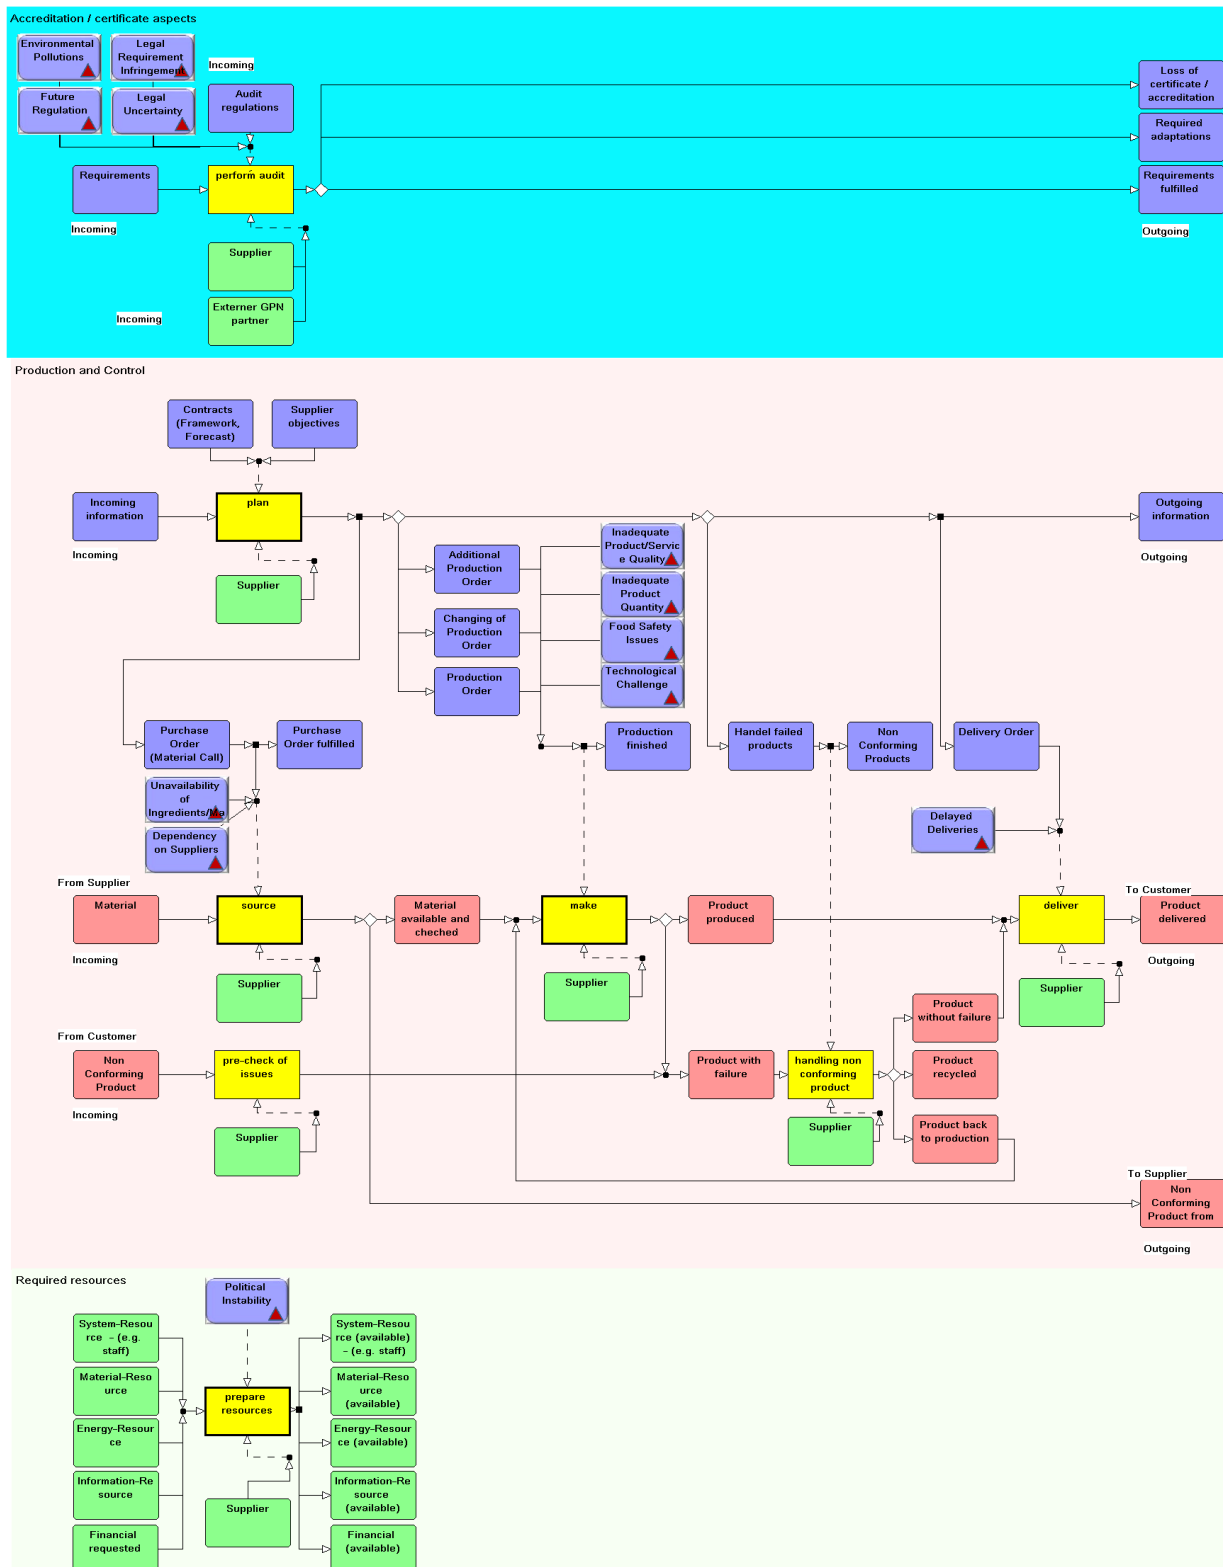 Accreditation / certificate aspects
Environmental
Pollutions
Legal
Requirement
Infringement
Incoming
Future
Regulation
Legal
Uncertainty
Audit
regulations
Loss of
certificate /
accreditation
Required
adaptations
Requirements
perform audit
Requirements
fulfilled
Incoming
Outgoing
Supplier
Externer GPN
partner
Incoming
Production and Control
Contracts
(Framework,
Forecast)
Supplier
objectives
Incoming
information
plan
Outgoing
information
Incoming
Outgoing
Supplier
Additional
Production
Order
Changing of
Production
Order
Production
Order
Inadequate
Product/Servic
e Quality
Inadequate
Product
Quantity
Food Safety
Issues
Technological
Challenge
Purchase
Order
(Material Call)
Purchase
Order fulfilled
Production
finished
Handel failed
products
Non
Conforming
Products
Delivery Order
Unavailability
of
Ingredients/Ma
Dependency
on Suppliers
Delayed
Deliveries
From Supplier
To Customer
Material
source
Material
available and
cheched
make
Product
produced
deliver
Product
delivered
Incoming
Outgoing
Supplier
Supplier
Supplier
From Customer
Non
Conforming
Product
pre-check of
issues
Product with
failure
handling non
conforming
product
Product
without failure
Product
recycled
Product back
to production
Incoming
Supplier
Supplier
To Supplier
Non
Conforming
Product from
Outgoing
Required resources
Political
Instability
System-Resou
rce - (e.g.
staff)
Material-Reso
urce
Energy-Resour
ce
Information-Re
source
Financial
requested
prepare
resources
Supplier
System-Resou
rce (available)
- (e.g. staff)
Material-Reso
urce
(available)
Energy-Resour
ce (available)
Information-Re
source
(available)
Financial
(available)